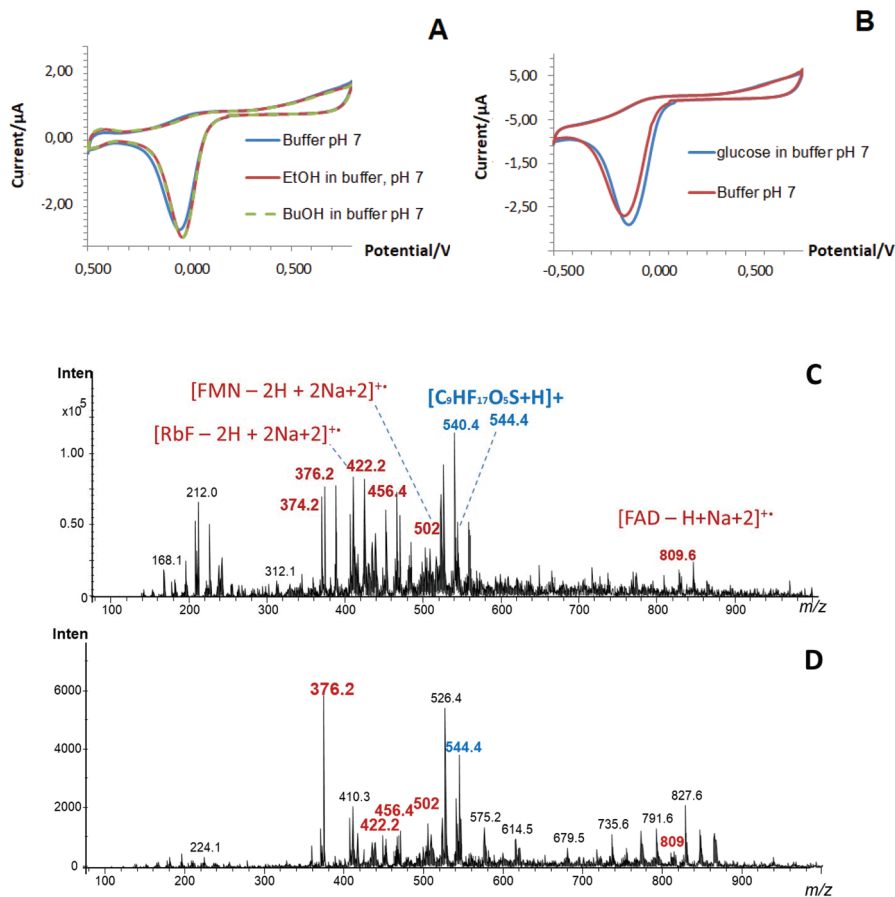 A
Current/µA
2,00
0,00
-2,00
Buffer pH 7
EtOH in buffer, pH 7
BuOH in buffer pH 7
Potential/V
0,500
0,000
0,500
B
Current/µA
5,00
-5,00
-1,50
-2,50
glucose in buffer pH 7
Buffer pH 7
Potential/V
-0,500
0,000
0,500
C
Inten
x10⁵
1.00
0.50
0
[FMN – 2H + 2Na+2]⁺•
[RbF – 2H + 2Na+2]⁺•
[C₉HF₁₇O₅S+H]+
540.4
544.4
376.2
422.2
374.2
456.4
502
212.0
168.1
312.1
[FAD – H+Na+2]⁺•
809.6
100
200
300
400
500
600
700
800
900
m/z
D
Inten
6000
4000
2000
0
376.2
526.4
544.4
410.3
456.4
502
422.2
224.1
575.2
614.5
679.5
735.6
791.6
827.6
809
100
200
300
400
500
600
700
800
900
m/z